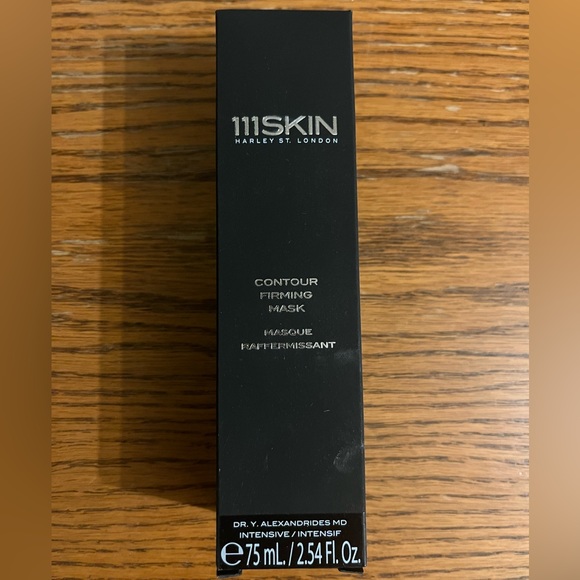 111SKIN
HARLEY ST. LONDON
CONTOUR
FIRMING
MASK
MASQUE
RAFFERMISSANT
DR. Y. ALEXANDRIDES MD
INTENSIVE / INTENSIF
℮75 mL. / 2.54 Fl. Oz.